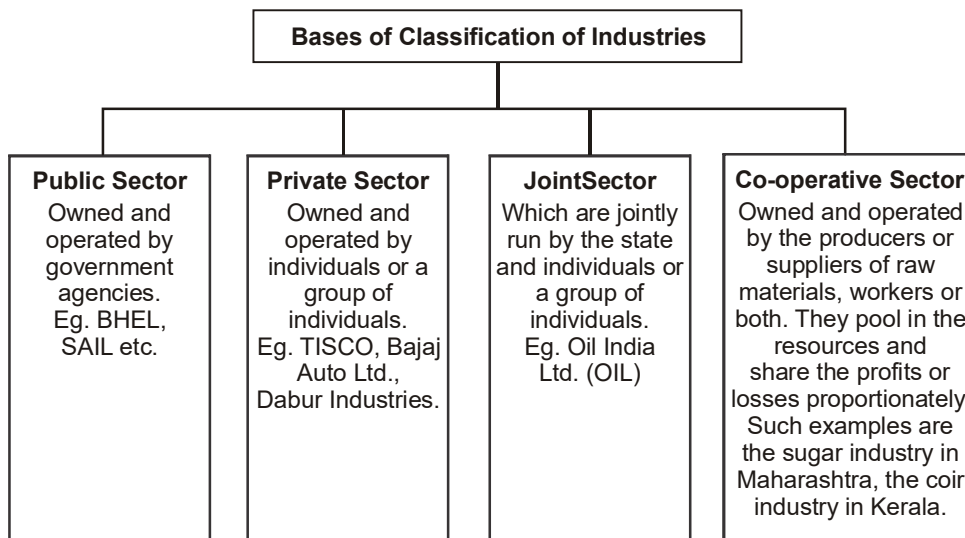 Bases of Classification of Industries
Public Sector
Owned and
operated by
government
agencies.
Eg. BHEL,
SAIL etc.
Private Sector
Owned and
operated by
individuals or a
group of
individuals.
Eg. TISCO, Bajaj
Auto Ltd.,
Dabur Industries.
JointSector
Which are jointly
run by the state
and individuals or
a group of
individuals.
Eg. Oil India
Ltd. (OIL)
Co-operative Sector
Owned and operated
by the producers or
suppliers of raw
materials, workers or
both. They pool in the
resources and
share the profits or
losses proportionately
Such examples are
the sugar industry in
Maharashtra, the coir
industry in Kerala.